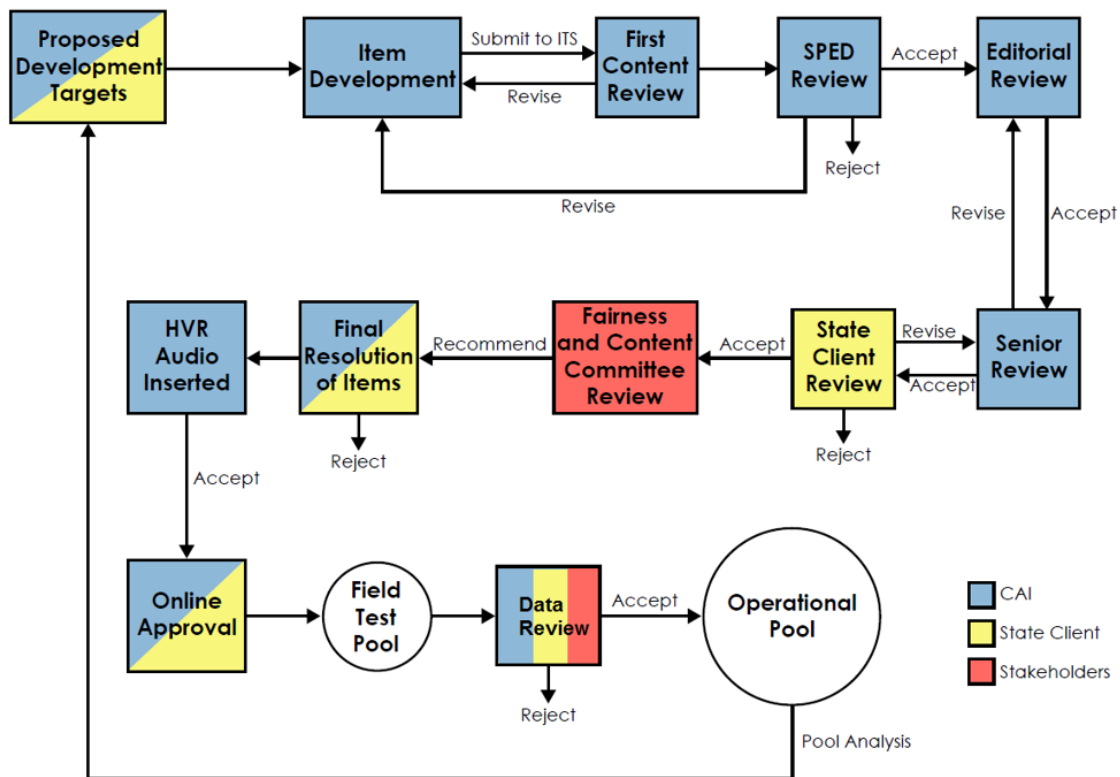 Proposed
Development
Targets
Item
Development
Submit to ITS
Revise
First
Content
Review
SPED
Review
Accept
Editorial
Review
Reject
Revise
Revise
Accept
HVR
Audio
Inserted
Final
Resolution
of Items
Recommend
Fairness
and Content
Committee
Review
Accept
State
Client
Review
Revise
Accept
Senior
Review
Reject
Reject
Accept
Online
Approval
Field
Test
Pool
Data
Review
Accept
Operational
Pool
CAI
State Client
Stakeholders
Reject
Pool Analysis